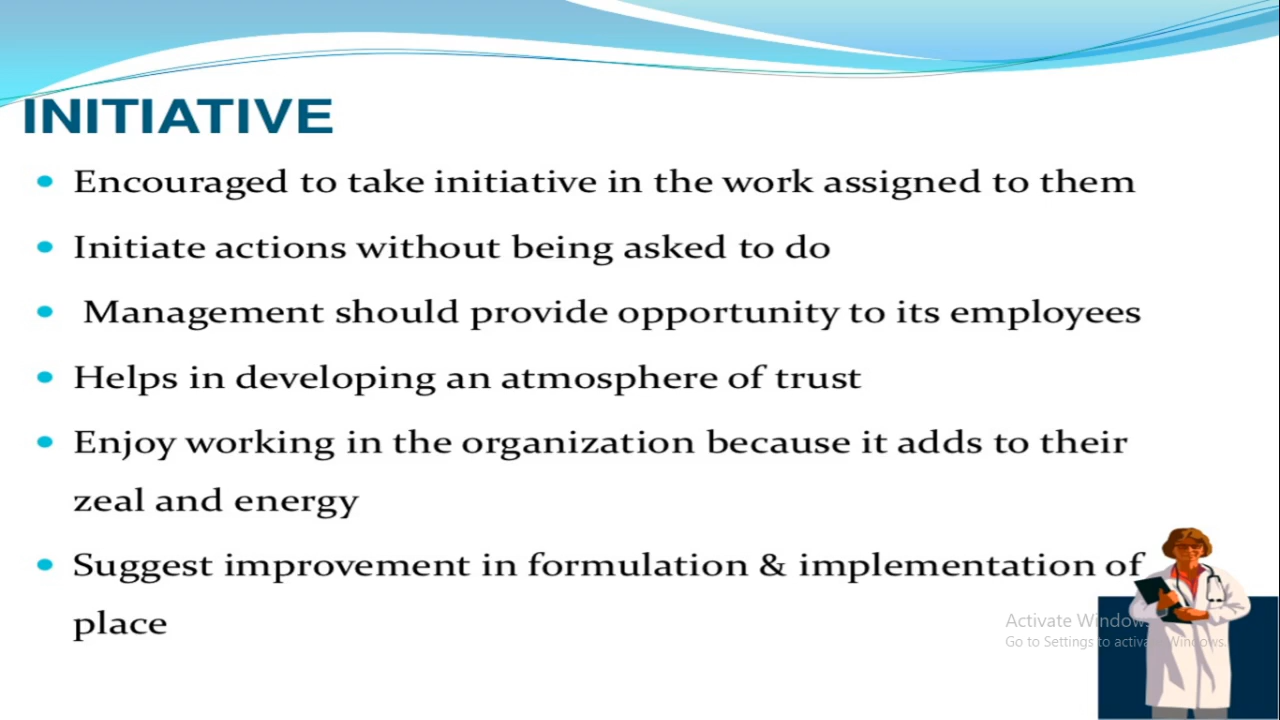 INITIATIVE
Encouraged to take initiative in the work assigned to them
Initiate actions without being asked to do
Management should provide opportunity to its employees
Helps in developing an atmosphere of trust
Enjoy working in the organization because it adds to their
zeal and energy
Suggest improvement in formulation & implementation of
place
Activate Windows
Go to Settings to activate Windows.